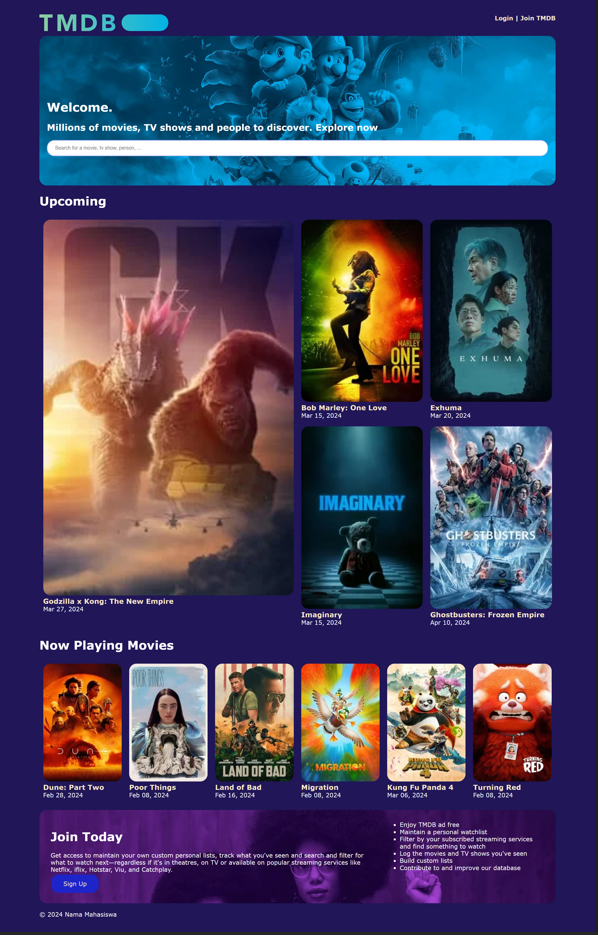 TMDB
Login | Join TMDB
Welcome.
Millions of movies, TV shows and people to discover. Explore now
Search for a movie, tv show, person, ...
Upcoming
GK
BOB
MARLEY
ONE
LOVE
EXHUMA
Bob Marley: One Love
Mar 15, 2024
Exhuma
Mar 20, 2024
IMAGINARY
GHOSTBUSTERS
FROZEN EMPIRE
Godzilla x Kong: The New Empire
Mar 27, 2024
Imaginary
Mar 15, 2024
Ghostbusters: Frozen Empire
Apr 10, 2024
Now Playing Movies
DUNE
POOR THINGS
LAND OF BAD
MIGRATION
KUNG FU PANDA
4
TURNING
RED
Dune: Part Two
Feb 28, 2024
Poor Things
Feb 08, 2024
Land of Bad
Feb 16, 2024
Migration
Feb 08, 2024
Kung Fu Panda 4
Mar 06, 2024
Turning Red
Feb 08, 2024
Join Today
Get access to maintain your own custom personal lists, track what you've seen and search and filter for
what to watch next—regardless if it's in theatres, on TV or available on popular streaming services like
Netflix, iflix, Hotstar, Viu, and Catchplay.
Sign Up
• Enjoy TMDB ad free
• Maintain a personal watchlist
• Filter by your subscribed streaming services
and find something to watch
• Log the movies and TV shows you've seen
• Build custom lists
• Contribute to and improve our database
© 2024 Nama Mahasiswa